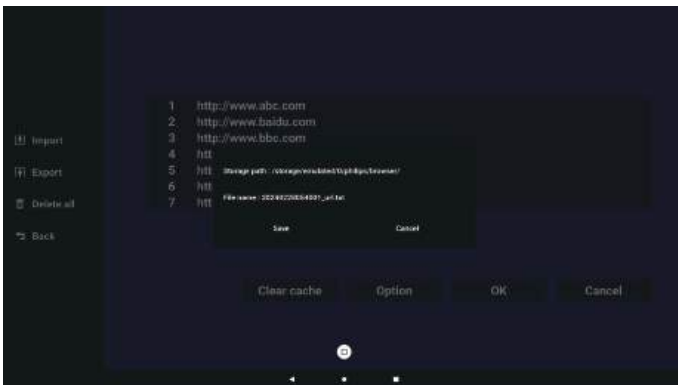 1 http://www.abc.com
2 http://www.baidu.com
3 http://www.bbc.com
4 htt
5 htt
6 htt
7 htt
Import
Export
Delete all
Back
Storage path : /storage/emulated/0/philips/browser/
File name :
Save Cancel
Clear cache Option OK Cancel